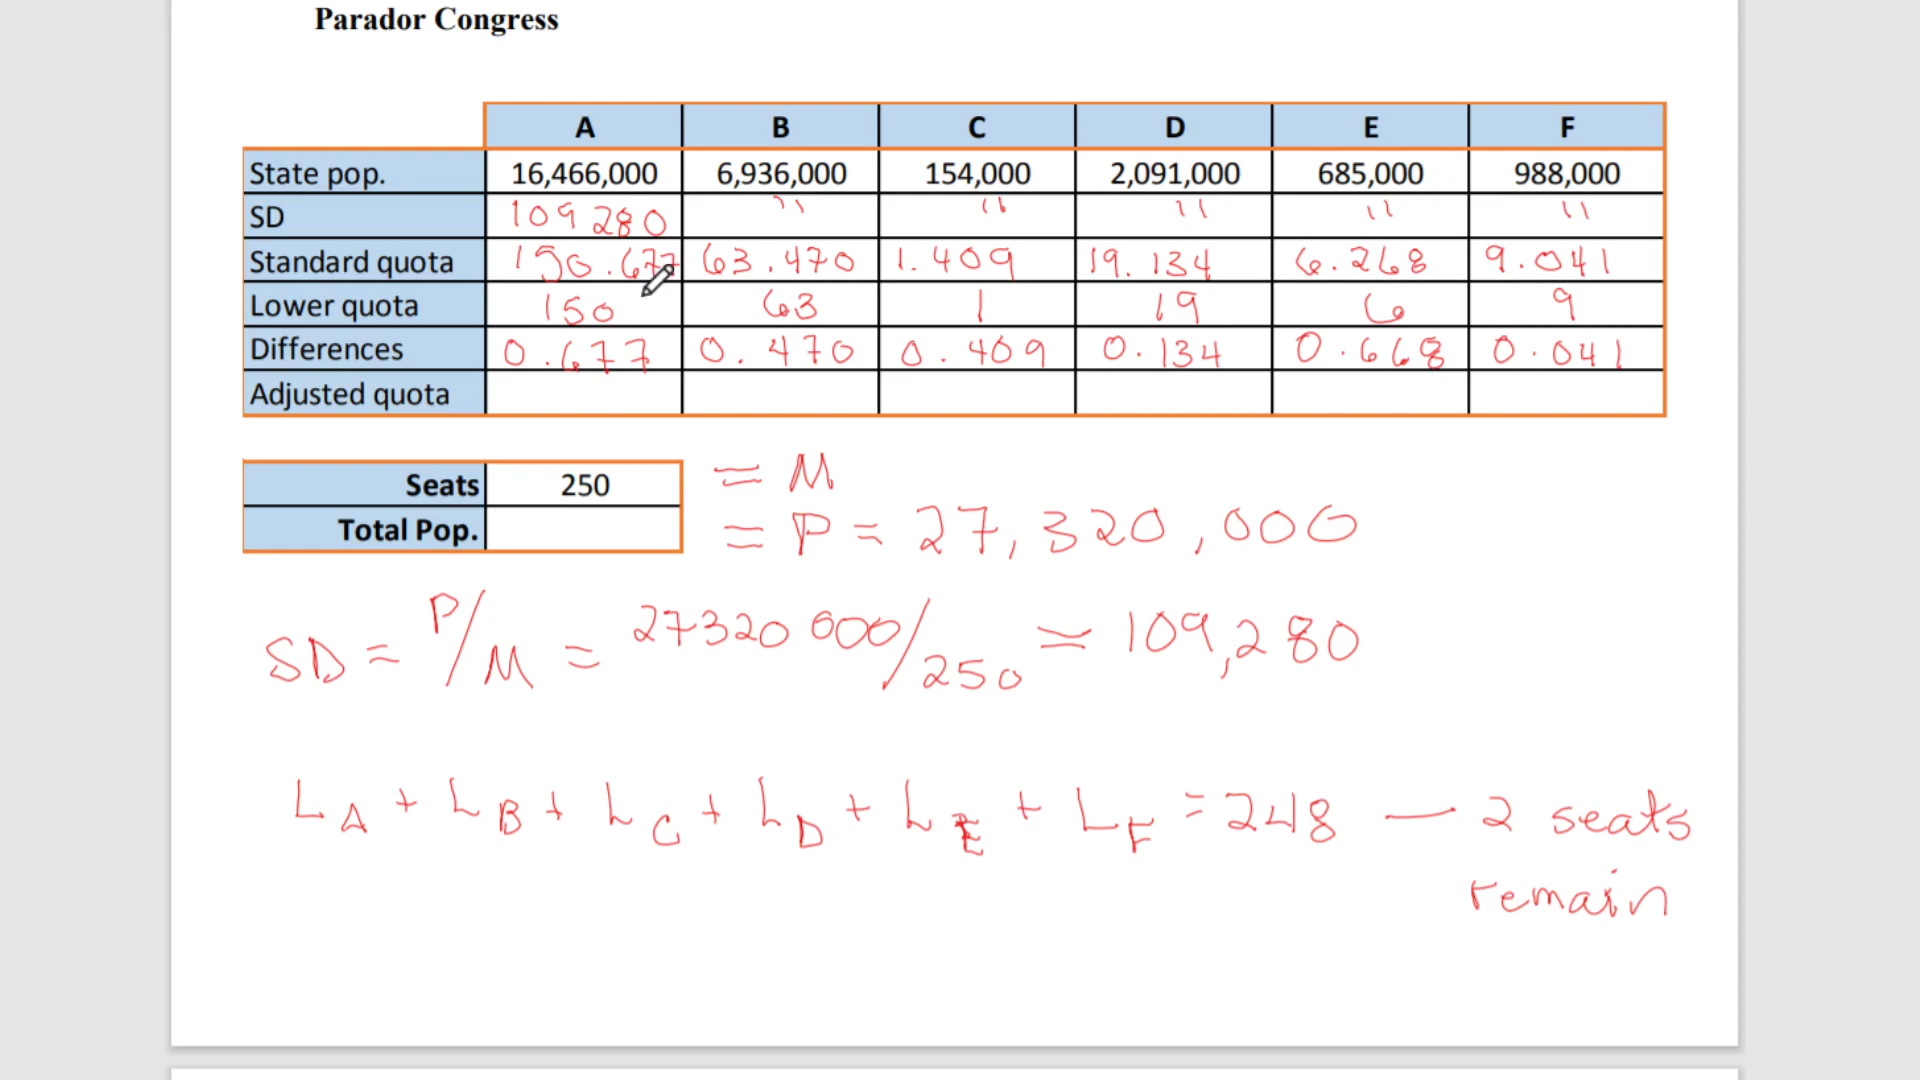 Parador Congress
A B C D E F
State pop. 16,466,000 6,936,000 154,000 2,091,000 685,000 988,000
SD 109 280 " " " " "
Standard quota 150.677 63.470 1.409 19.134 6.268 9.041
Lower quota 150 63 1 19 6 9
Differences 0.677 0.470 0.409 0.134 0.668 0.041
Adjusted quota
Seats 250 = M
Total Pop. = P = 27,320,000
SD = P/M = 27320 000/250 = 109,280
LA + LB + LC + LD + LE + LF = 248 — 2 seats
remain